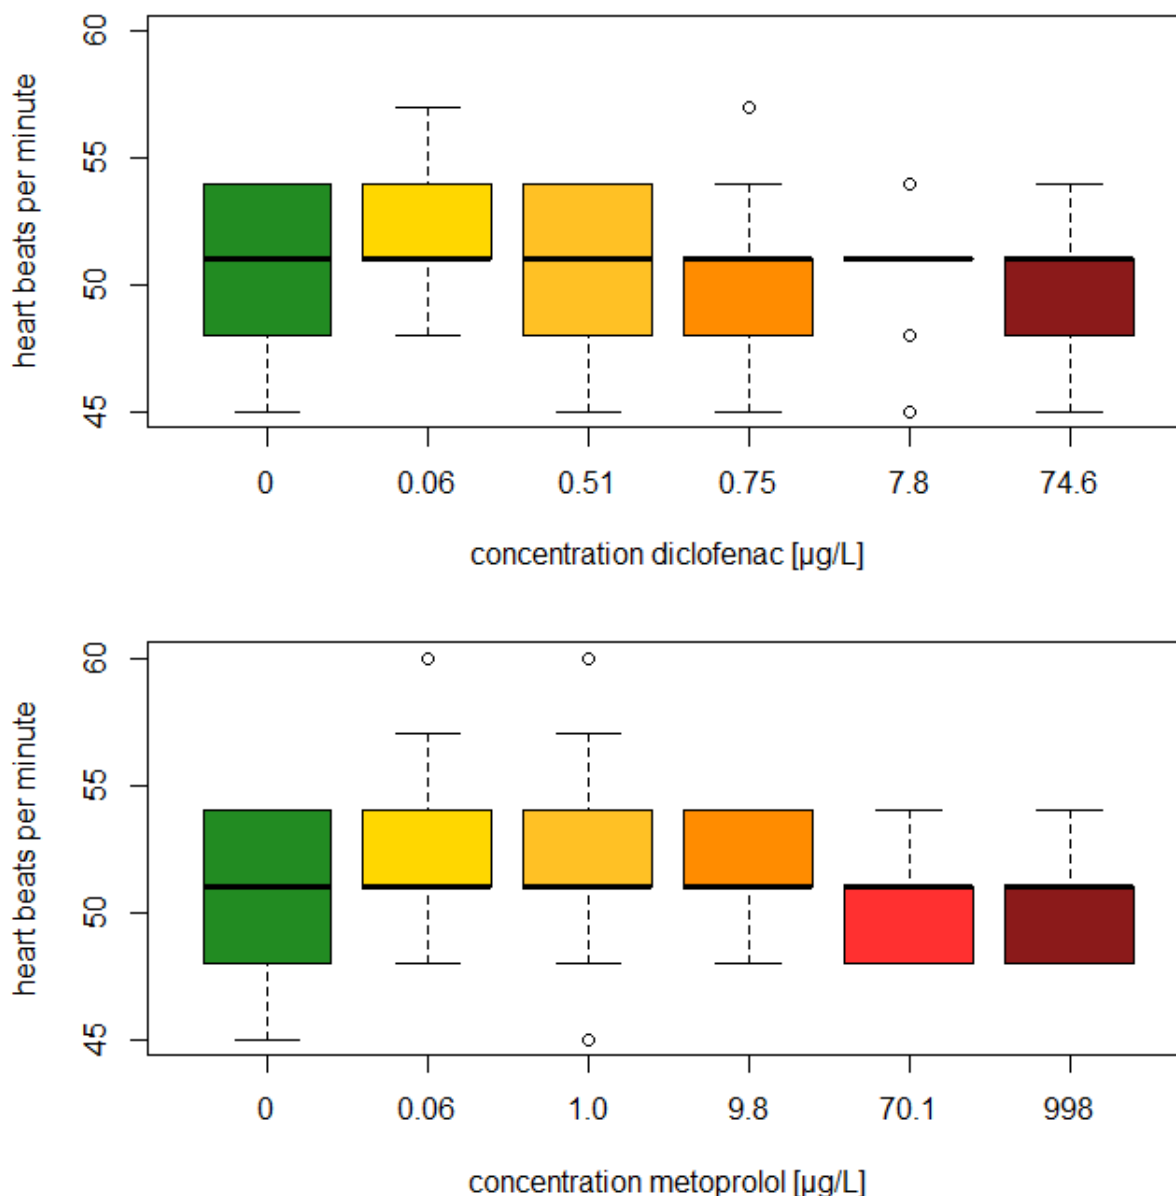 heart beats per minute
60
55
50
45
0 0.06 0.51 0.75 7.8 74.6
concentration diclofenac [µg/L]
heart beats per minute
60
55
50
45
0 0.06 1.0 9.8 70.1 998
concentration metoprolol [µg/L]